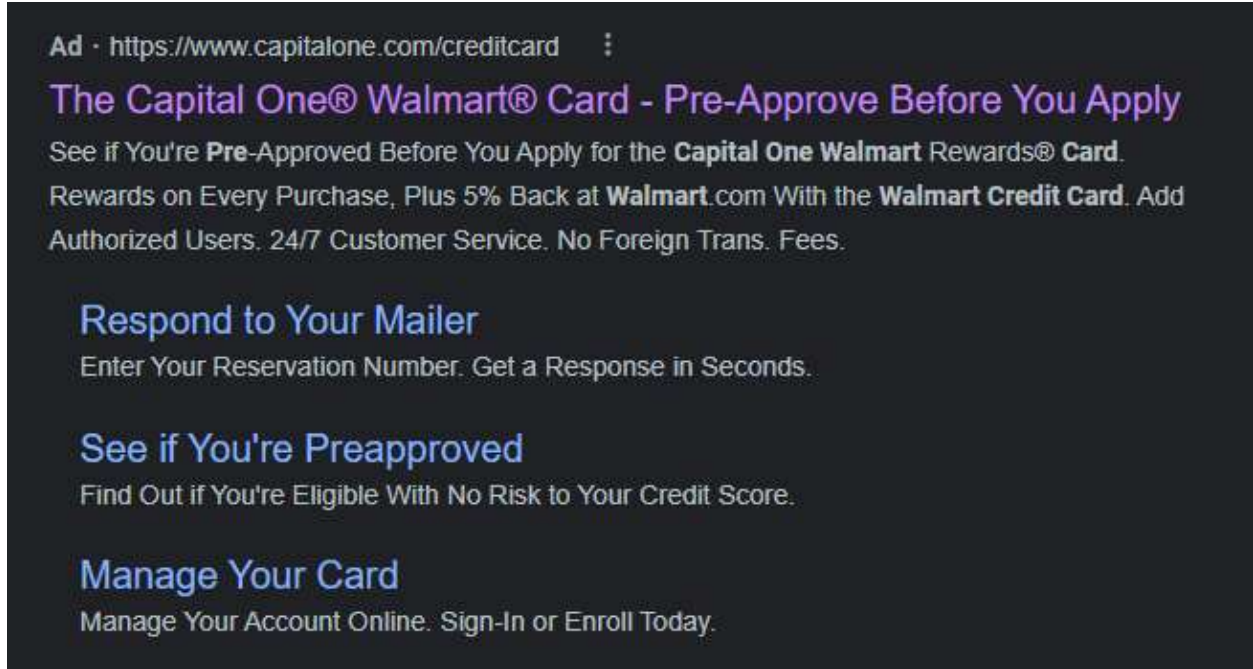 Ad · https://www.capitalone.com/creditcard
The Capital One® Walmart® Card - Pre-Approve Before You Apply
See if You're Pre-Approved Before You Apply for the Capital One Walmart Rewards® Card.
Rewards on Every Purchase, Plus 5% Back at Walmart.com With the Walmart Credit Card. Add
Authorized Users. 24/7 Customer Service. No Foreign Trans. Fees.
Respond to Your Mailer
Enter Your Reservation Number. Get a Response in Seconds.
See if You're Preapproved
Find Out if You're Eligible With No Risk to Your Credit Score.
Manage Your Card
Manage Your Account Online. Sign-In or Enroll Today.